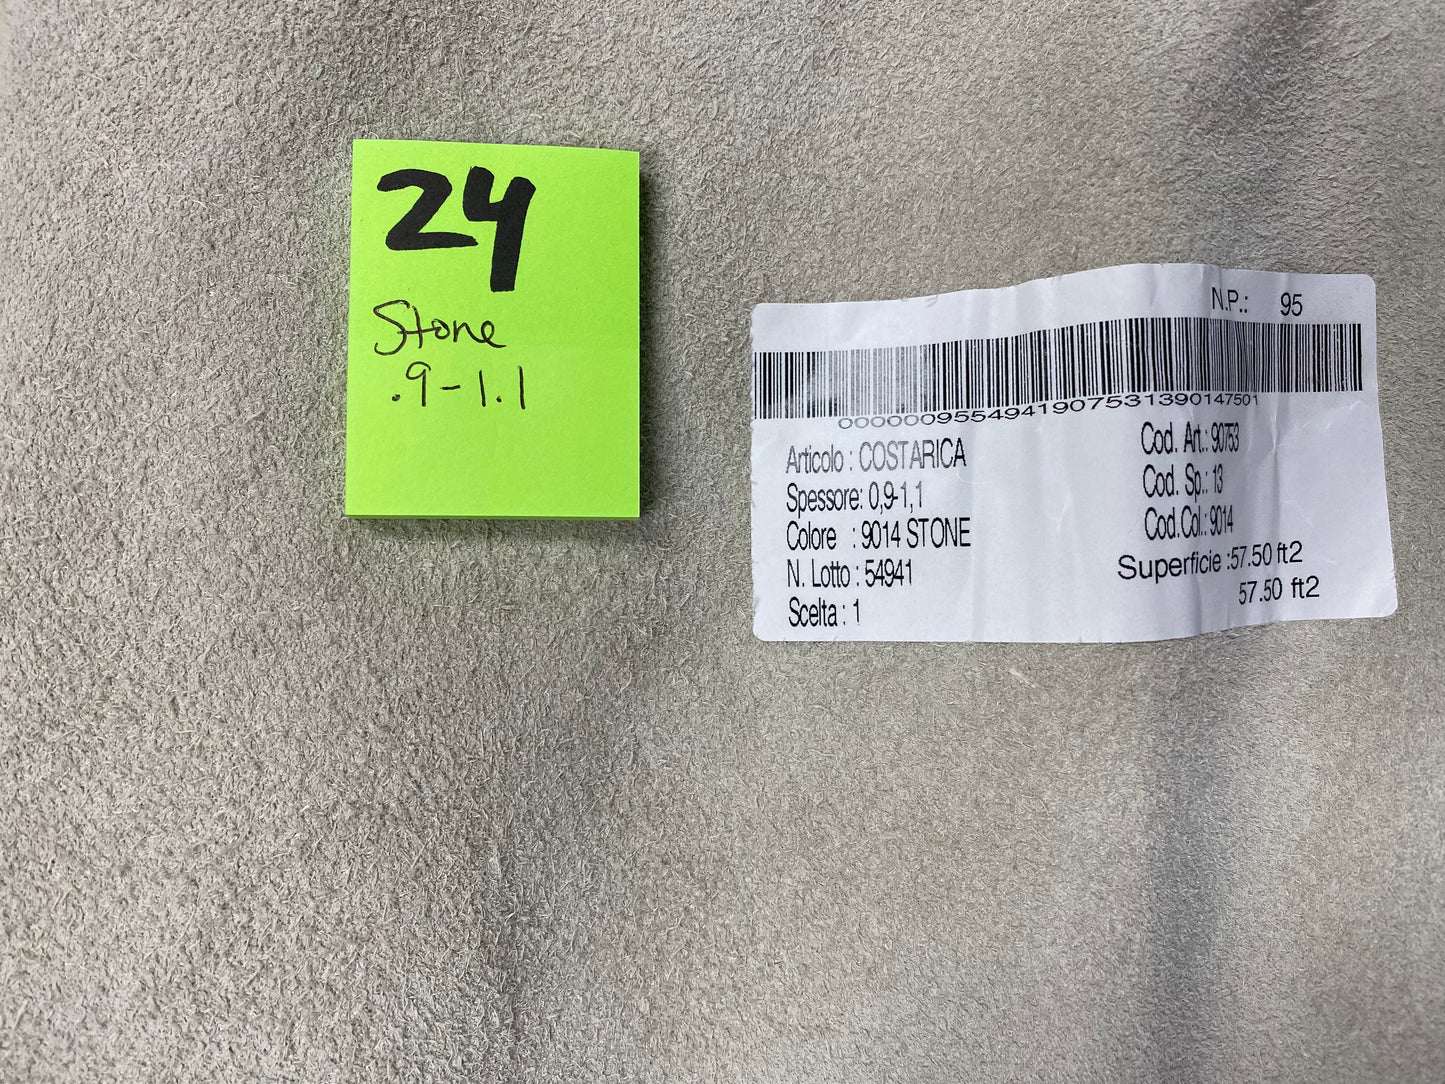 24
Stone
.9-1.1
N.P.: 95
0000009554941907531390147501
Articolo : COSTARICA
Cod. Art.: 90753
Spessore: 0,9-1,1
Cod. Sp.: 13
Colore : 9014 STONE
Cod.Col.: 9014
N. Lotto : 54941
Superficie :57.50 ft2
Scelta : 1
57.50 ft2